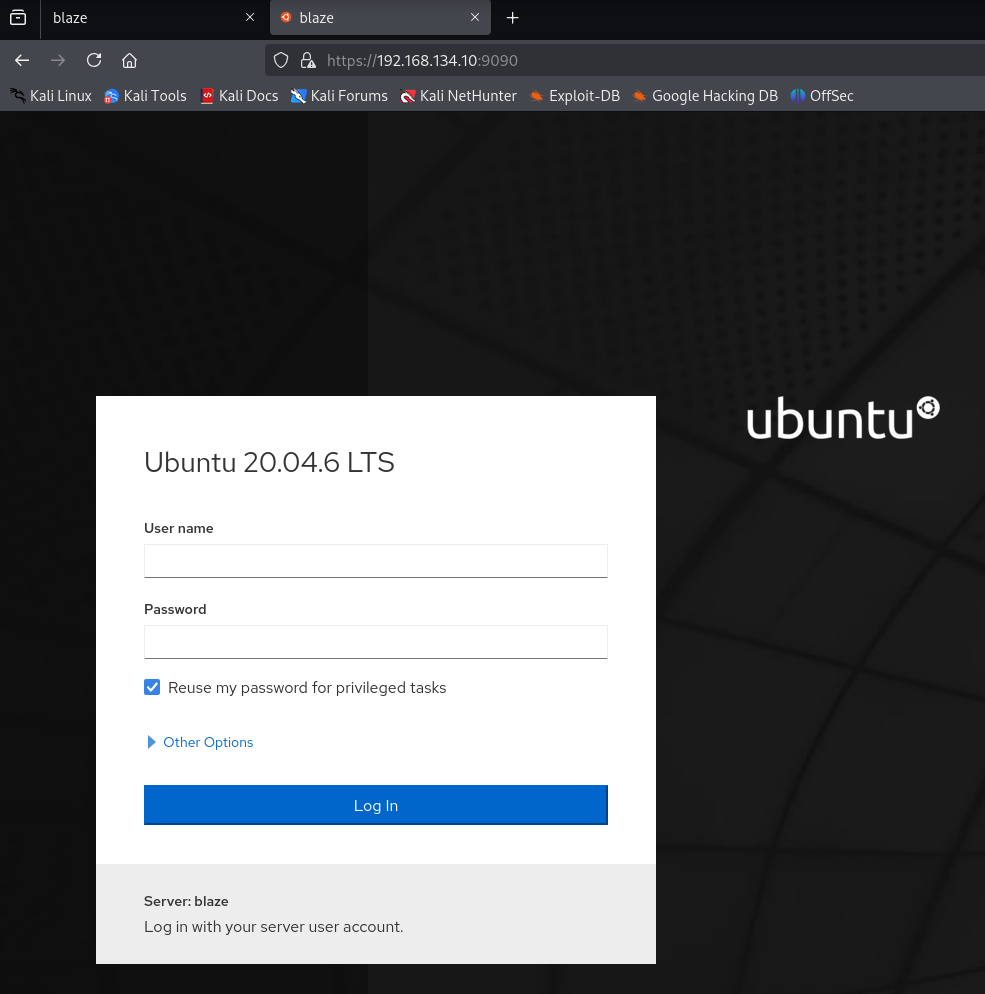 blaze blaze
https://192.168.134.10:9090
Kali Linux Kali Tools Kali Docs Kali Forums Kali NetHunter Exploit-DB Google Hacking DB OffSec
ubuntu
Ubuntu 20.04.6 LTS
User name
Password
Reuse my password for privileged tasks
Other Options
Log In
Server: blaze
Log in with your server user account.